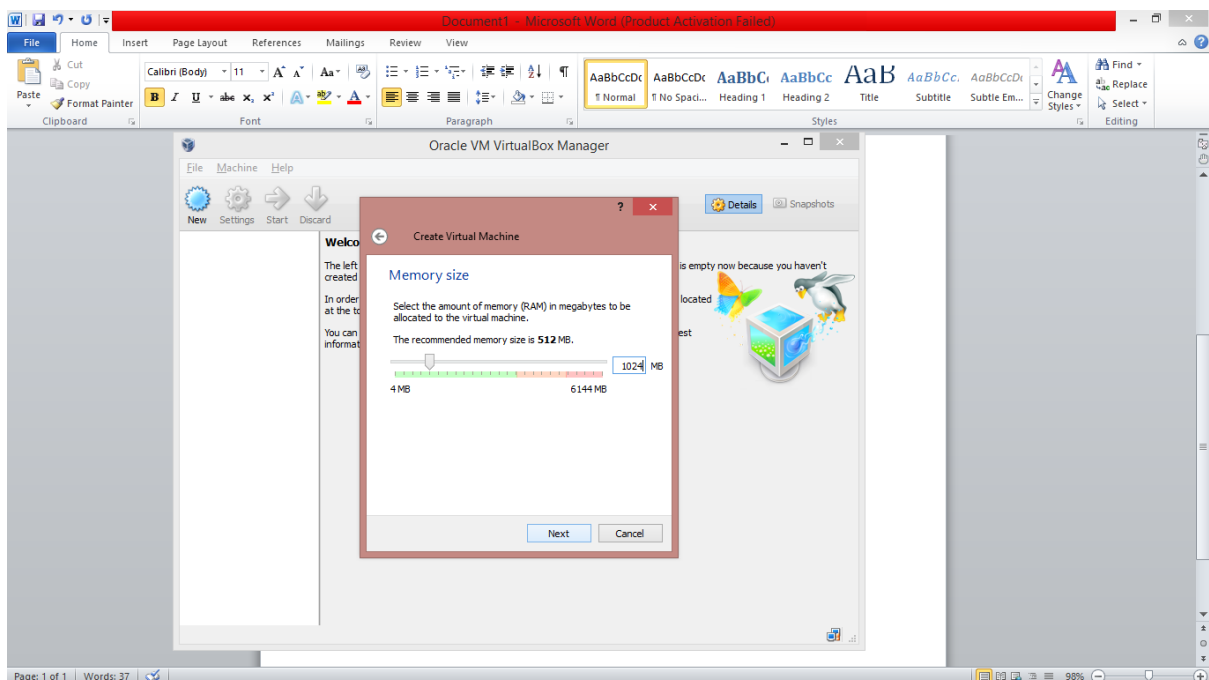 Document1 - Microsoft Word (Product Activation Failed)
File Home Insert Page Layout References Mailings Review View
Cut
Copy
Paste
Format Painter
Clipboard
Calibri (Body) 11 A A Aa
B I U abc x₂ x² A ab A
Font
Paragraph
AaBbCcDc AaBbCcDc AaBbC AaBbCc AaB AaBbCc. AaBbCcDc
¶ Normal ¶ No Spaci... Heading 1 Heading 2 Title Subtitle Subtle Em...
Change Styles
Styles
Find
Replace
Select
Editing
Oracle VM VirtualBox Manager
File Machine Help
New Settings Start Discard
Details Snapshots
Welco
The left is empty now because you haven't
created
In order located
at the to
You can est
informat
Create Virtual Machine
Memory size
Select the amount of memory (RAM) in megabytes to be
allocated to the virtual machine.
The recommended memory size is 512 MB.
1024 MB
4 MB 6144 MB
Next Cancel
Page: 1 of 1 Words: 37 98%